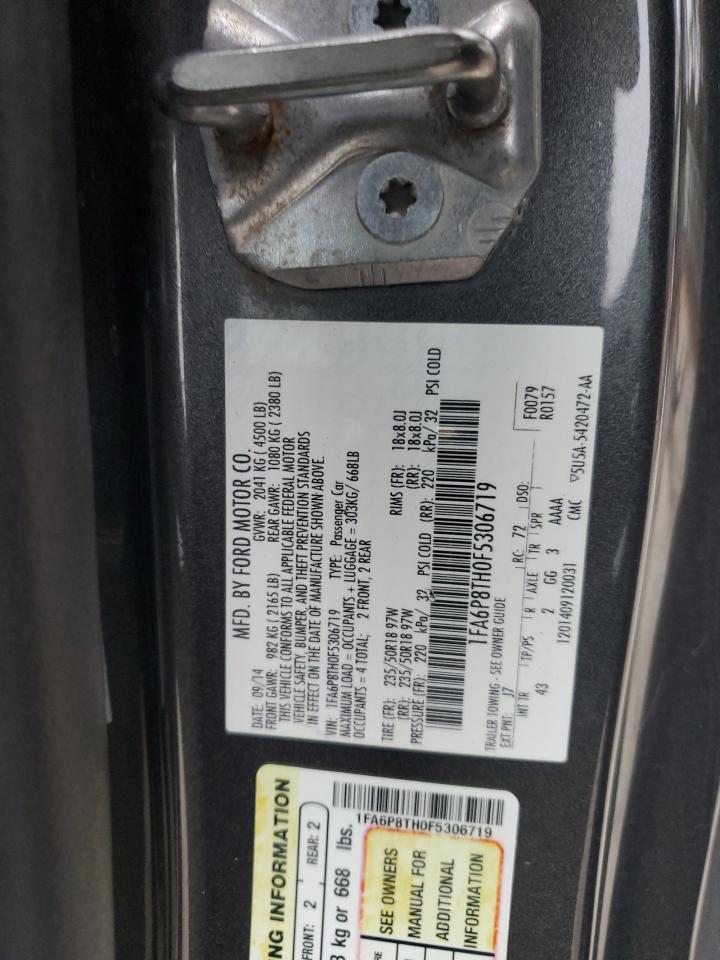 MFD. BY FORD MOTOR CO.
DATE: 09/14 GVWR: 2041 KG ( 4500 LB)
FRONT GAWR: 982 KG ( 2165 LB) REAR GAWR: 1080 KG ( 2380 LB)
THIS VEHICLE CONFORMS TO ALL APPLICABLE FEDERAL MOTOR
VEHICLE SAFETY, BUMPER, AND THEFT PREVENTION STANDARDS
IN EFFECT ON THE DATE OF MANUFACTURE SHOWN ABOVE.
VIN: 1FA6P8TH0F5306719 TYPE: Passenger Car
MAXIMUM LOAD = OCCUPANTS + LUGGAGE = 303KG/ 668LB
OCCUPANTS = 4 TOTAL; 2 FRONT, 2 REAR
TIRE (FR): 235/50R18 97W RIMS (FR): 18x8.0J
(RR): 235/50R18 97W (RR): 18x8.0J
PRESSURE (FR): 220 kPa/ 32 PSI COLD (RR): 220 kPa/ 32 PSI COLD
1FA6P8TH0F5306719
TRAILER TOWING - SEE OWNER GUIDE
EXT PNT: J7 RC: 72 DSO: F0079
R0157
INT TR TP/PS R AXLE TR SPR
43 2 GG 3 AAAA
1201409120031 CMC ▽5U5A-5420472-AA
NG INFORMATION
FRONT: 2 REAR: 2
3 kg or 668 lbs.
1FA6P8TH0F5306719
SEE OWNERS
MANUAL FOR
ADDITIONAL
INFORMATION